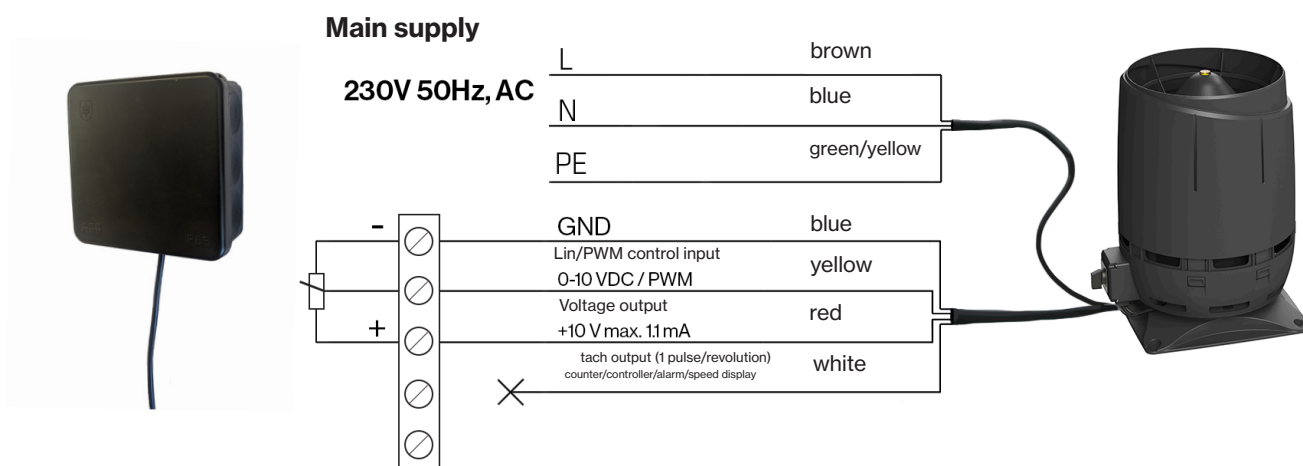 Main supply
230V 50Hz, AC
L
brown
N
blue
PE
green/yellow
-
GND
blue
Lin/PWM control input
yellow
0-10 VDC / PWM
Voltage output
red
+
+10 V max. 1.1 mA
tach output (1 pulse/revolution)
white
counter/controller/alarm/speed display